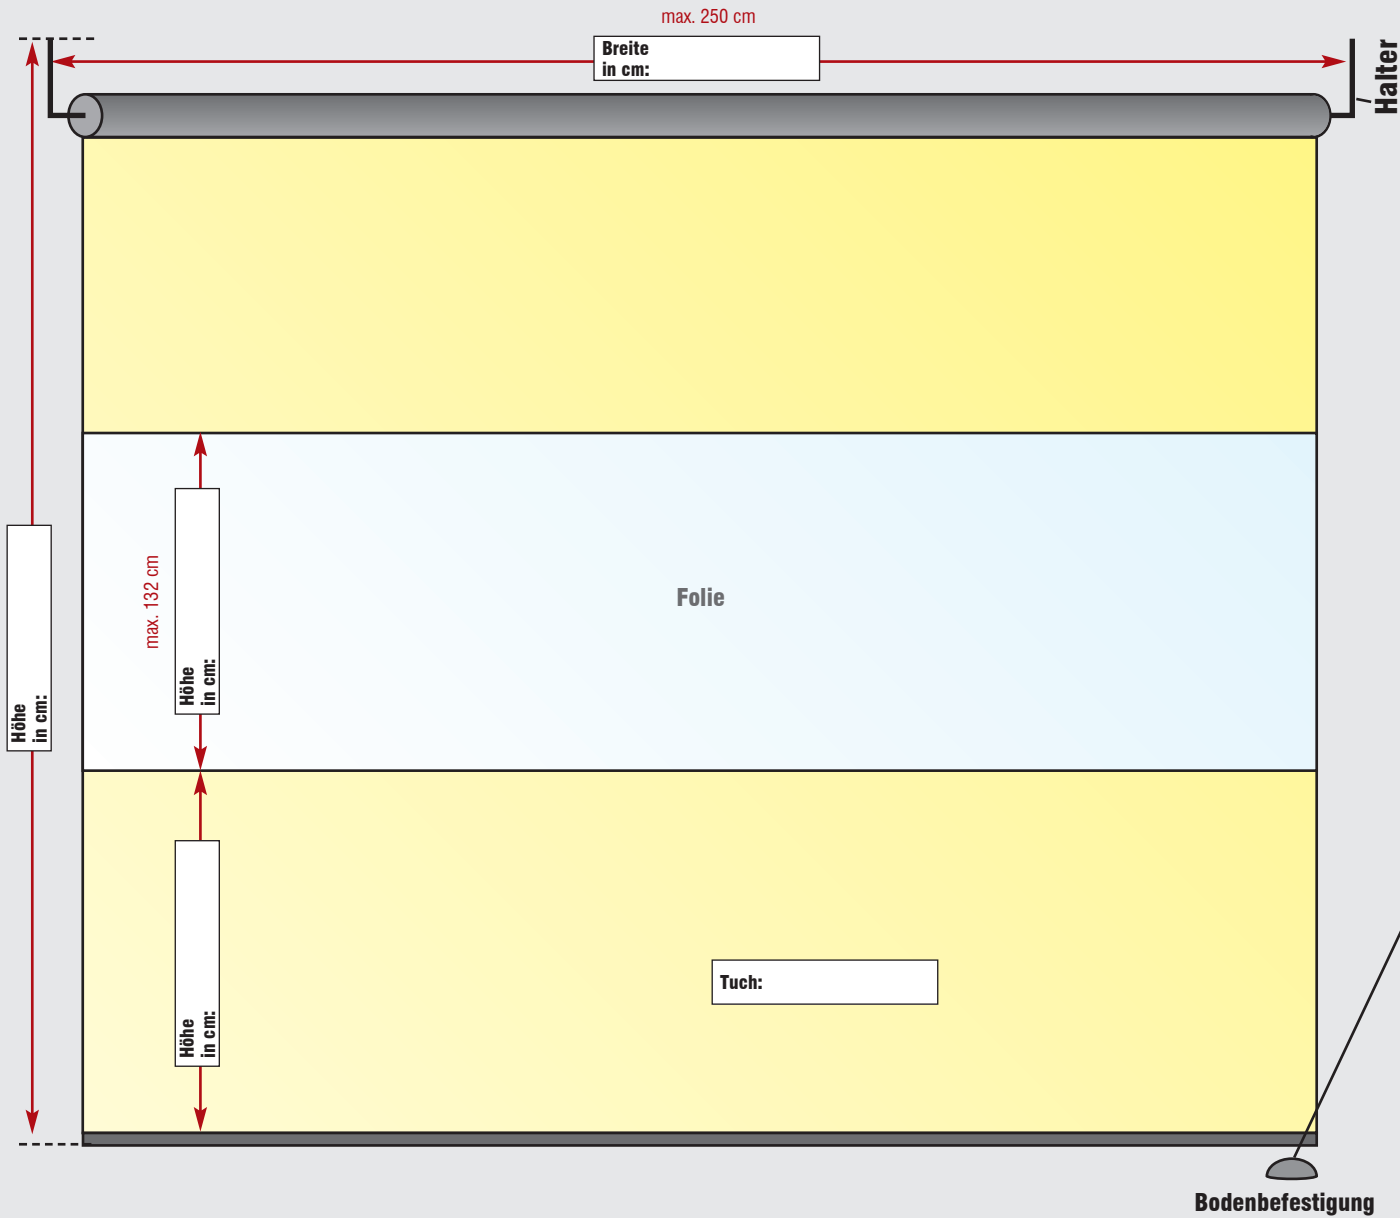 max. 250 cm
Breite
in cm:
Halter
max. 132 cm
Höhe
in cm:
Folie
Höhe
in cm:
Höhe
in cm:
Tuch:
Bodenbefestigung